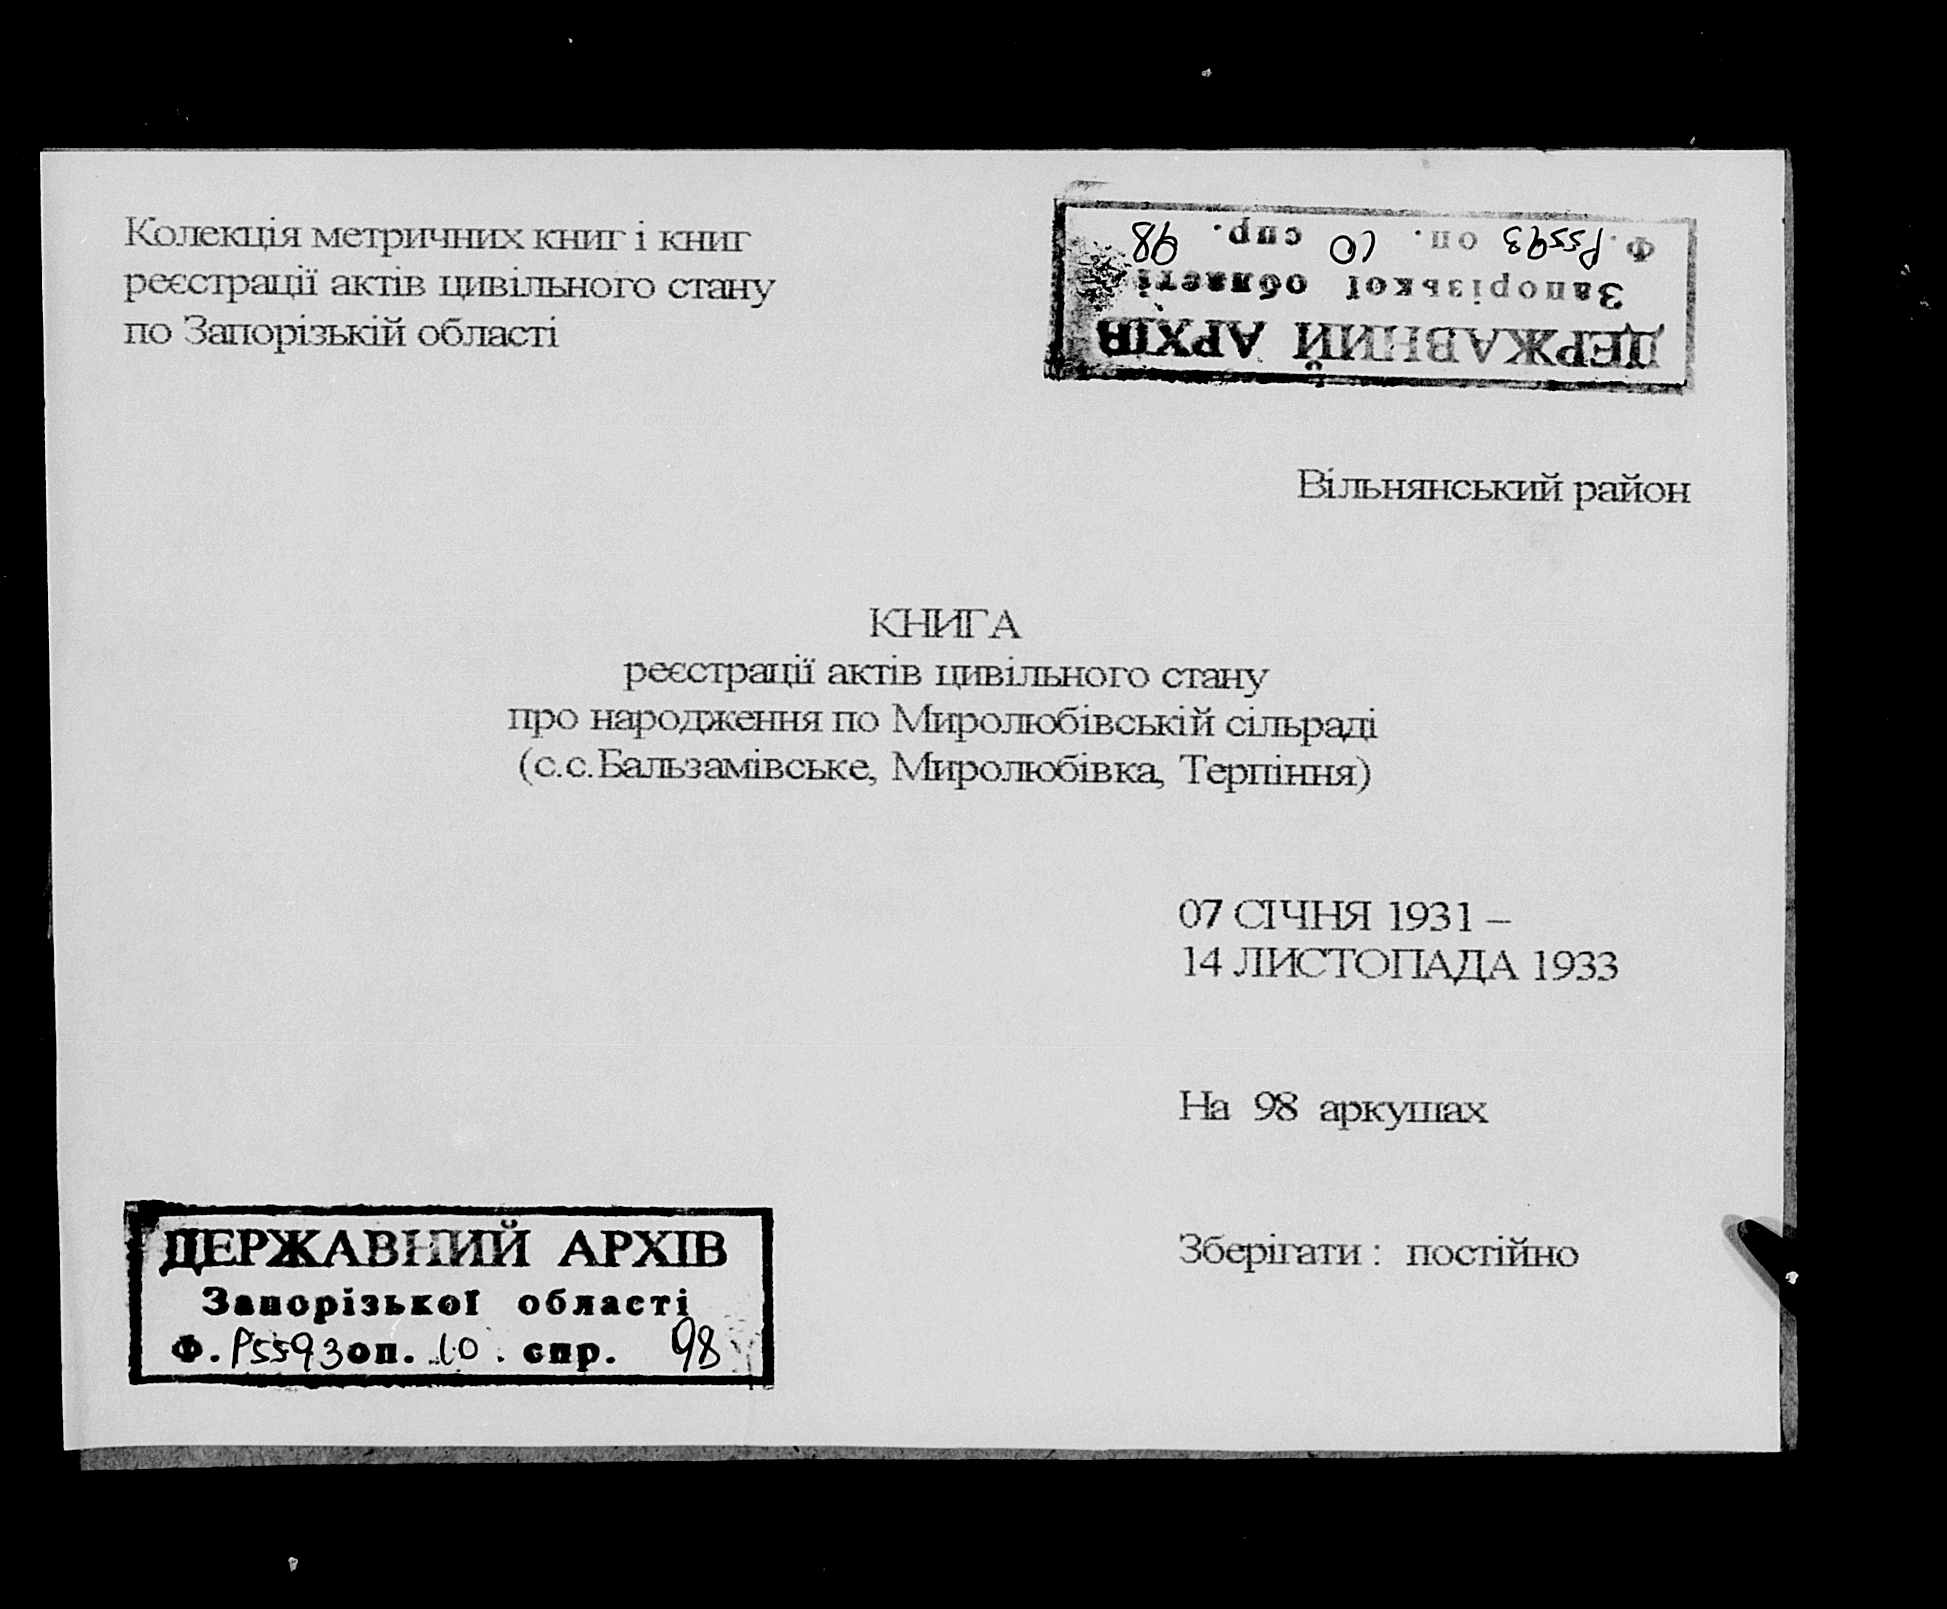 Колекція метричних книг і книг
реєстрації актів цивільного стану
по Запорізькій області
ДЕРЖАВНИЙ АРХІВ
Запорізької області
Ф. Р5593 оп. 10 спр. 98
Вільнянський район
КНИГА
реєстрації актів цивільного стану
про народження по Миролюбівській сільраді
(с.с.Бальзамівське, Миролюбівка, Терпіння)
07 СІЧНЯ 1931 –
14 ЛИСТОПАДА 1933
На 98 аркушах
Зберігати : постійно
ДЕРЖАВНИЙ АРХІВ
Запорізької області
Ф. Р5593 оп. 10. спр. 98